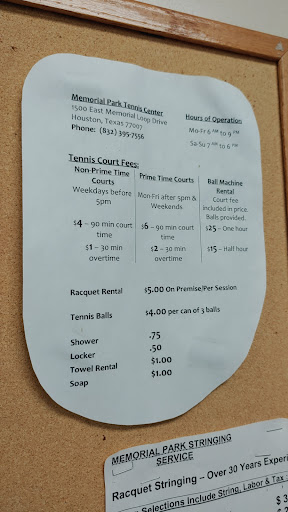 Memorial Park Tennis Center
1500 East Memorial Loop Drive
Houston, Texas 77007
Phone: (832) 395-7556
Hours of Operation:
Mo-Fr 6 AM to 9 PM
Sa-Su 7 AM to 6 PM
Tennis Court Fees:
Non-Prime Time
Courts
Weekdays before
5pm
$4 – 90 min court
time
$1 – 30 min
overtime
Prime Time Courts
Mon-Fri after 5pm &
Weekends
$6 – 90 min court
time
$2 – 30 min
overtime
Ball Machine
Rental
Court fee
included in price.
Balls provided.
$25 – One hour
$15 – Half hour
Racquet Rental $5.00 On Premise/Per Session
Tennis Balls $4.00 per can of 3 balls
Shower .75
Locker .50
Towel Rental $1.00
Soap $1.00
MEMORIAL PARK STRINGING
SERVICE
Racquet Stringing – Over 30 Years
Selections Include String, Labor & Tax